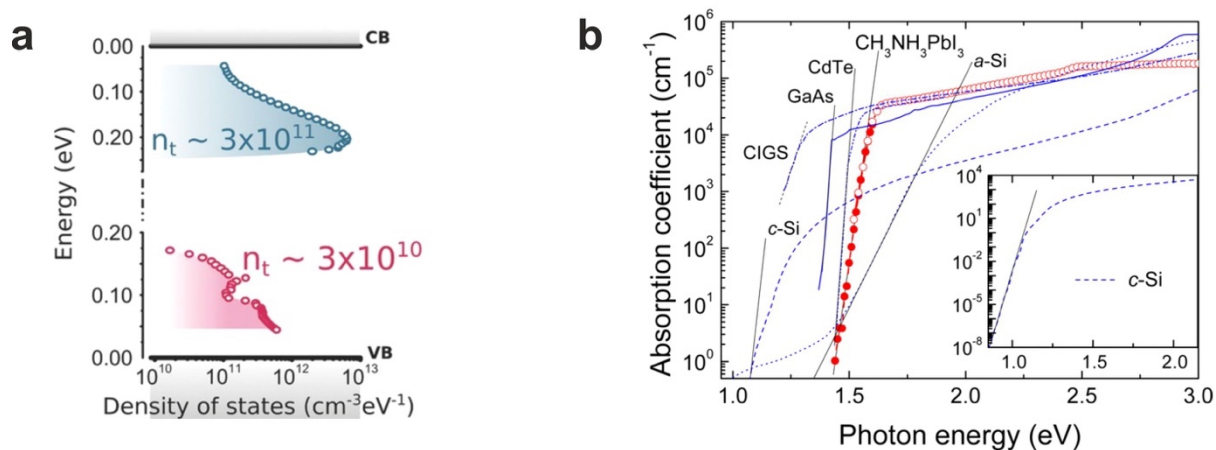 a
CB
0.00
0.10
0.20
n_t ~ 3x10^11
Energy (eV)
0.20
n_t ~ 3x10^10
0.10
0.00
VB
10^10 10^11 10^12 10^13
Density of states (cm^-3 eV^-1)
b
Absorption coefficient (cm^-1)
10^6
10^5
10^4
10^3
10^2
10^1
10^0
CH_3NH_3PbI_3
CdTe
a-Si
GaAs
CIGS
c-Si
10^4
10^1
10^-2
10^-5
10^-8
c-Si
1.0 1.5 2.0
1.0 1.5 2.0 2.5 3.0
Photon energy (eV)